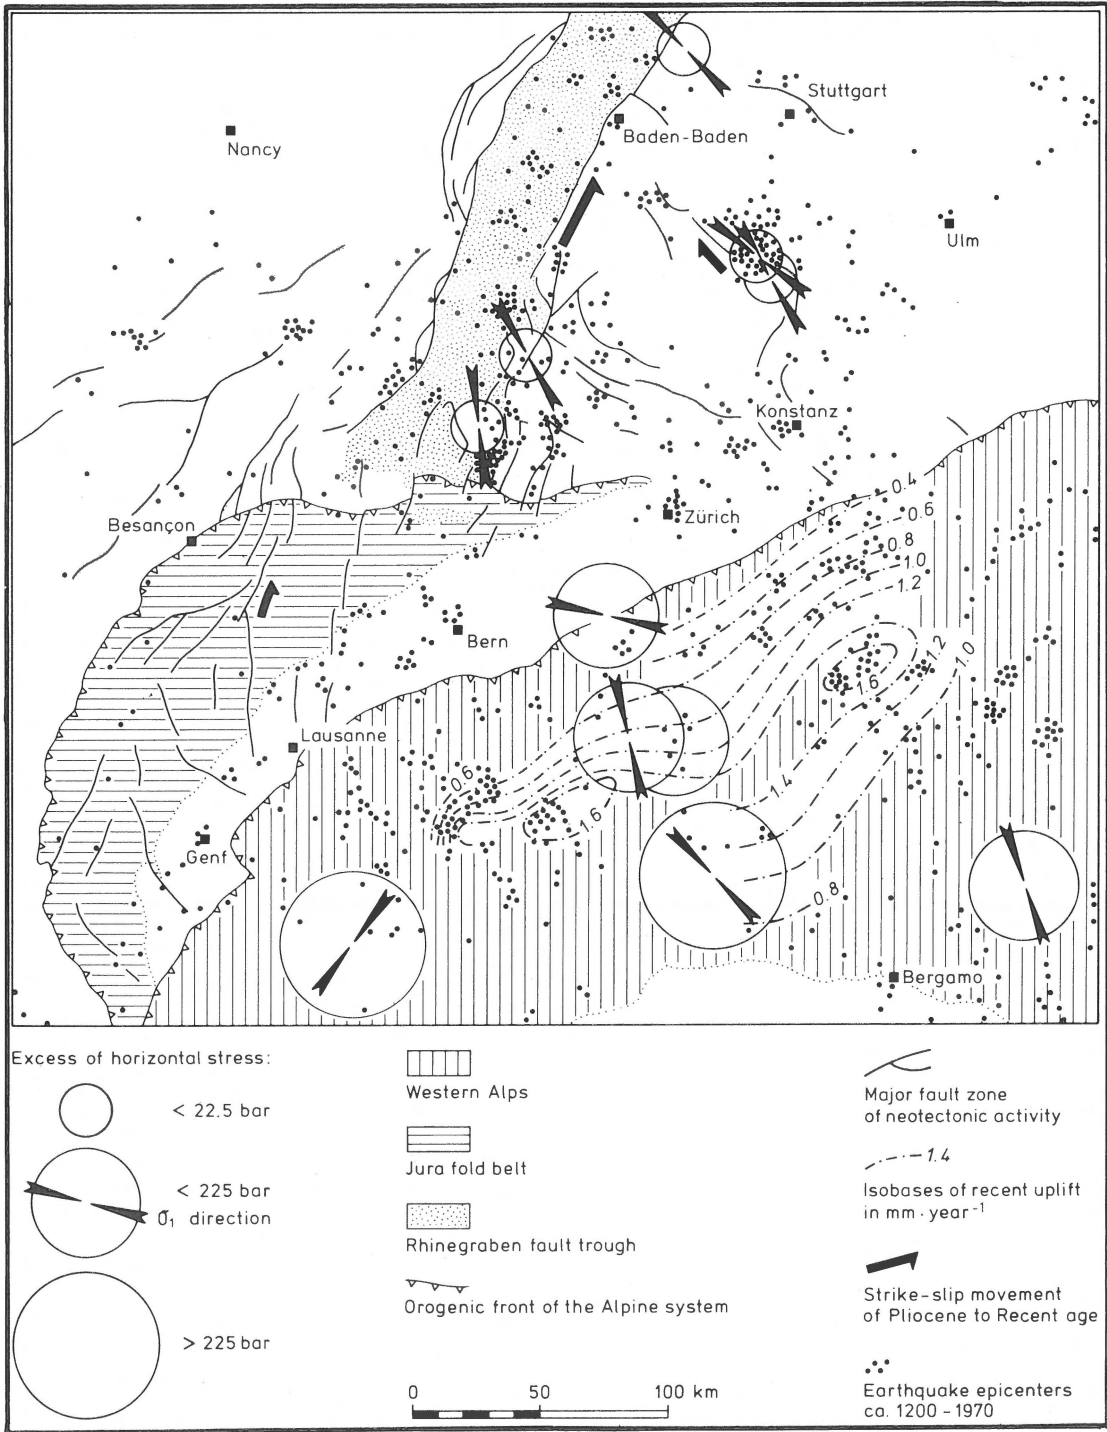 Stuttgart
Baden-Baden
Nancy
Ulm
Konstanz
0.4
Zürich
0.6
Besançon
0.8
1.0
1.2
Bern
1.2
1.0
1.6
Lausanne
0.6
1.4
1.6
Genf
0.8
Bergamo
Excess of horizontal stress:
< 22.5 bar
< 225 bar
σ₁ direction
> 225 bar
Western Alps
Jura fold belt
Rhinegraben fault trough
Orogenic front of the Alpine system
0 50 100 km
Major fault zone
of neotectonic activity
1.4
Isobases of recent uplift
in mm · year⁻¹
Strike-slip movement
of Pliocene to Recent age
Earthquake epicenters
ca. 1200 - 1970